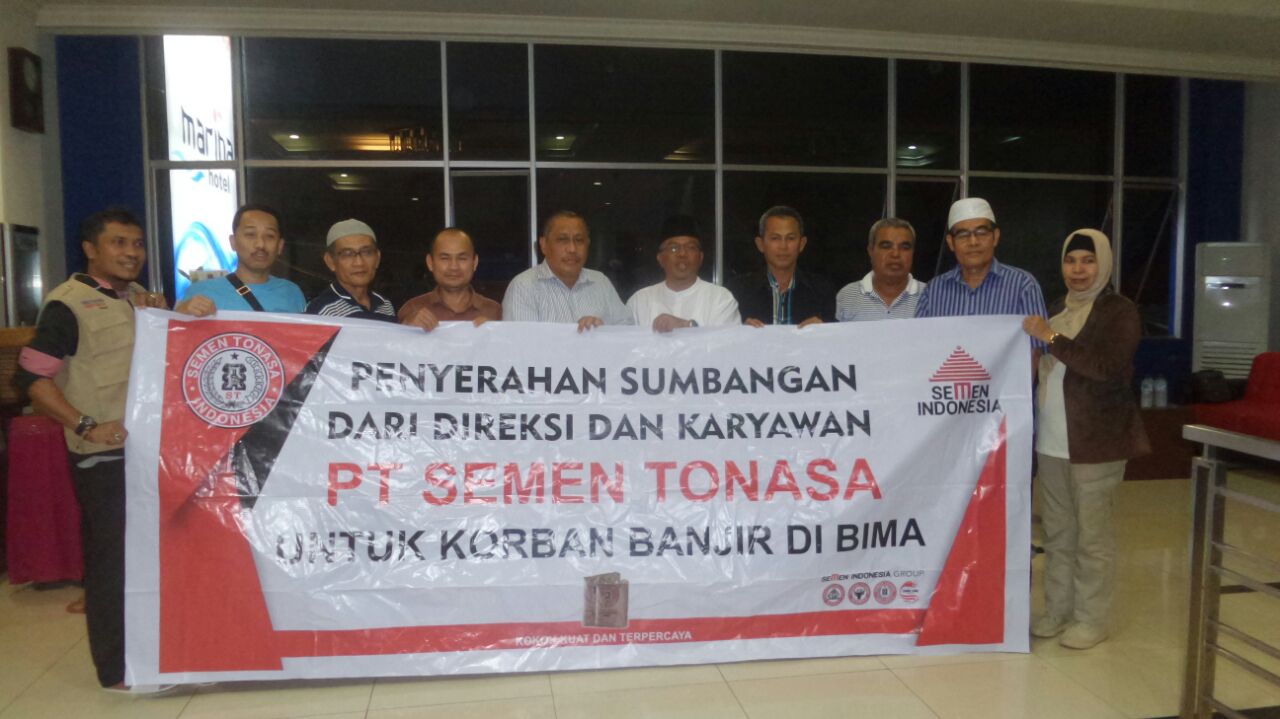 marina
hotel
SEMEN TONASA
S T.
INDONESIA
PENYERAHAN SUMBANGAN
DARI DIREKSI DAN KARYAWAN
PT SEMEN TONASA
UNTUK KORBAN BANJIR DI BIMA
SEMEN
INDONESIA
SEMEN INDONESIA GROUP
KOKOH KUAT DAN TERPERCAYA